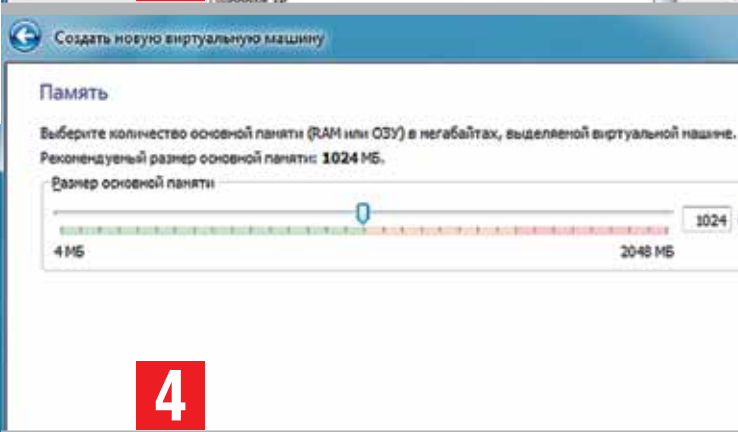 Создать новую виртуальную машину
Память
Выберите количество основной памяти (RAM или ОЗУ) в мегабайтах, выделяемой виртуальной машине.
Рекомендуемый размер основной памяти: 1024 МБ.
Размер основной памяти
1024
4 МБ
2048 МБ
4